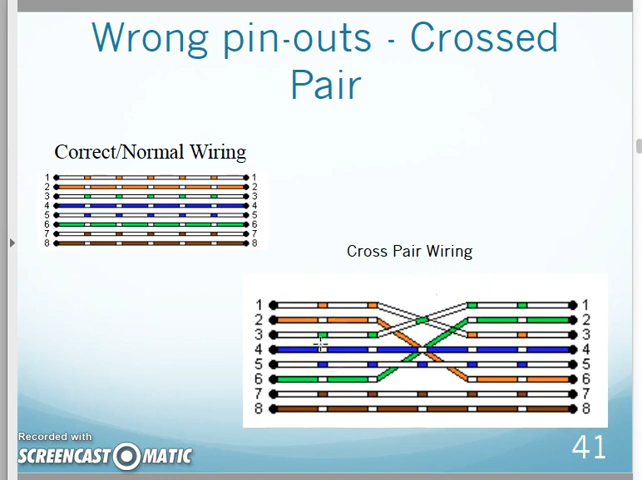 Wrong pin-outs - Crossed
Pair
Correct/Normal Wiring
1 1
2 2
3 3
4 4
5 5
6 6
7 7
8 8
Cross Pair Wiring
1 1
2 2
3 3
4 4
5 5
6 6
7 7
8 8
Recorded with
SCREENCAST O MATIC
41